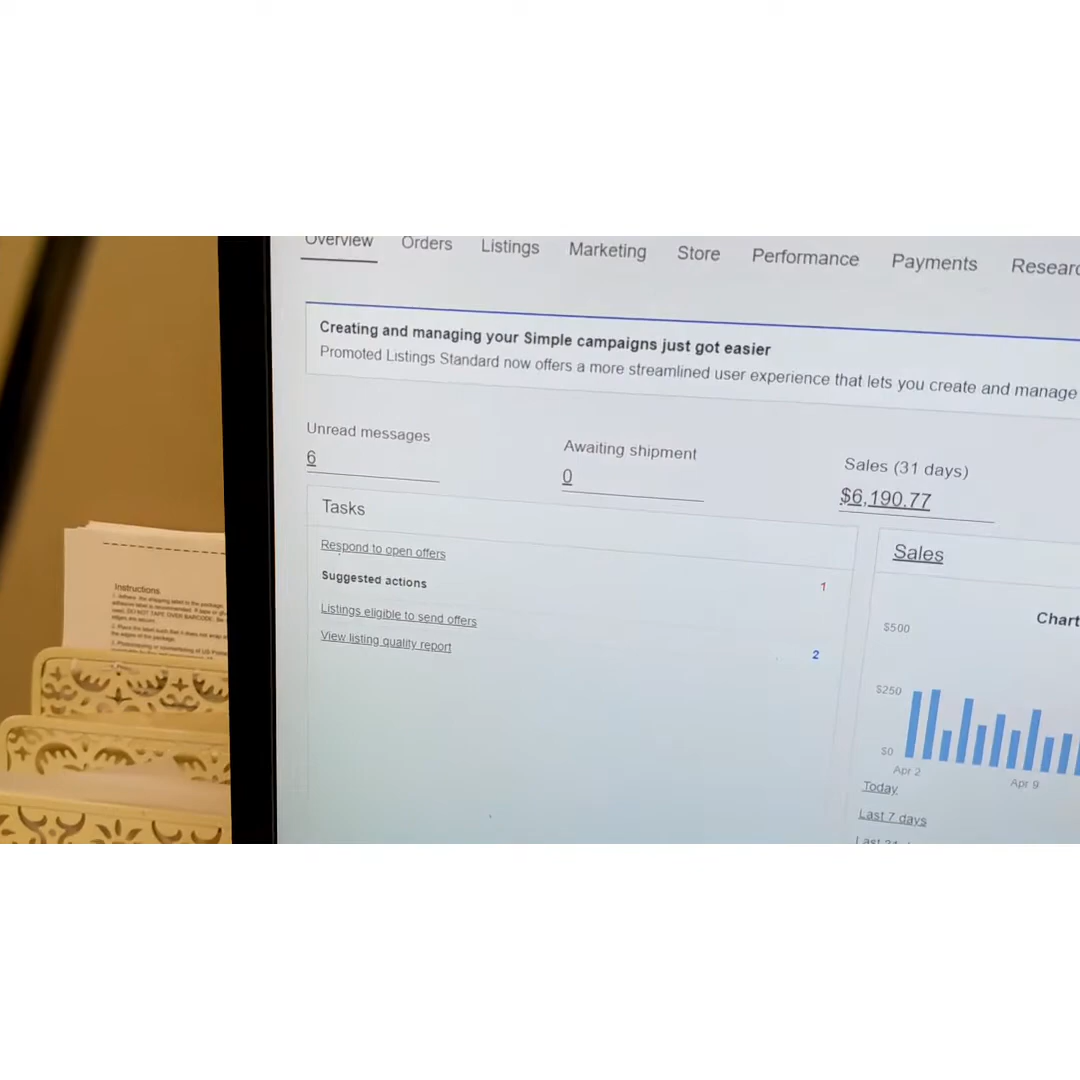 Overview Orders Listings Marketing Store Performance Payments
Creating and managing your Simple campaigns just got easier
Promoted Listings Standard now offers a more streamlined user experience that lets you create and manage
Unread messages
6
Awaiting shipment
0
Sales (31 days)
$6,190.77
Tasks
Respond to open offers
1
Suggested actions
Listings eligible to send offers
2
View listing quality report
Sales
Chart
$500
$250
$0
Apr 2
Apr 9
Today
Last 7 days
Instructions